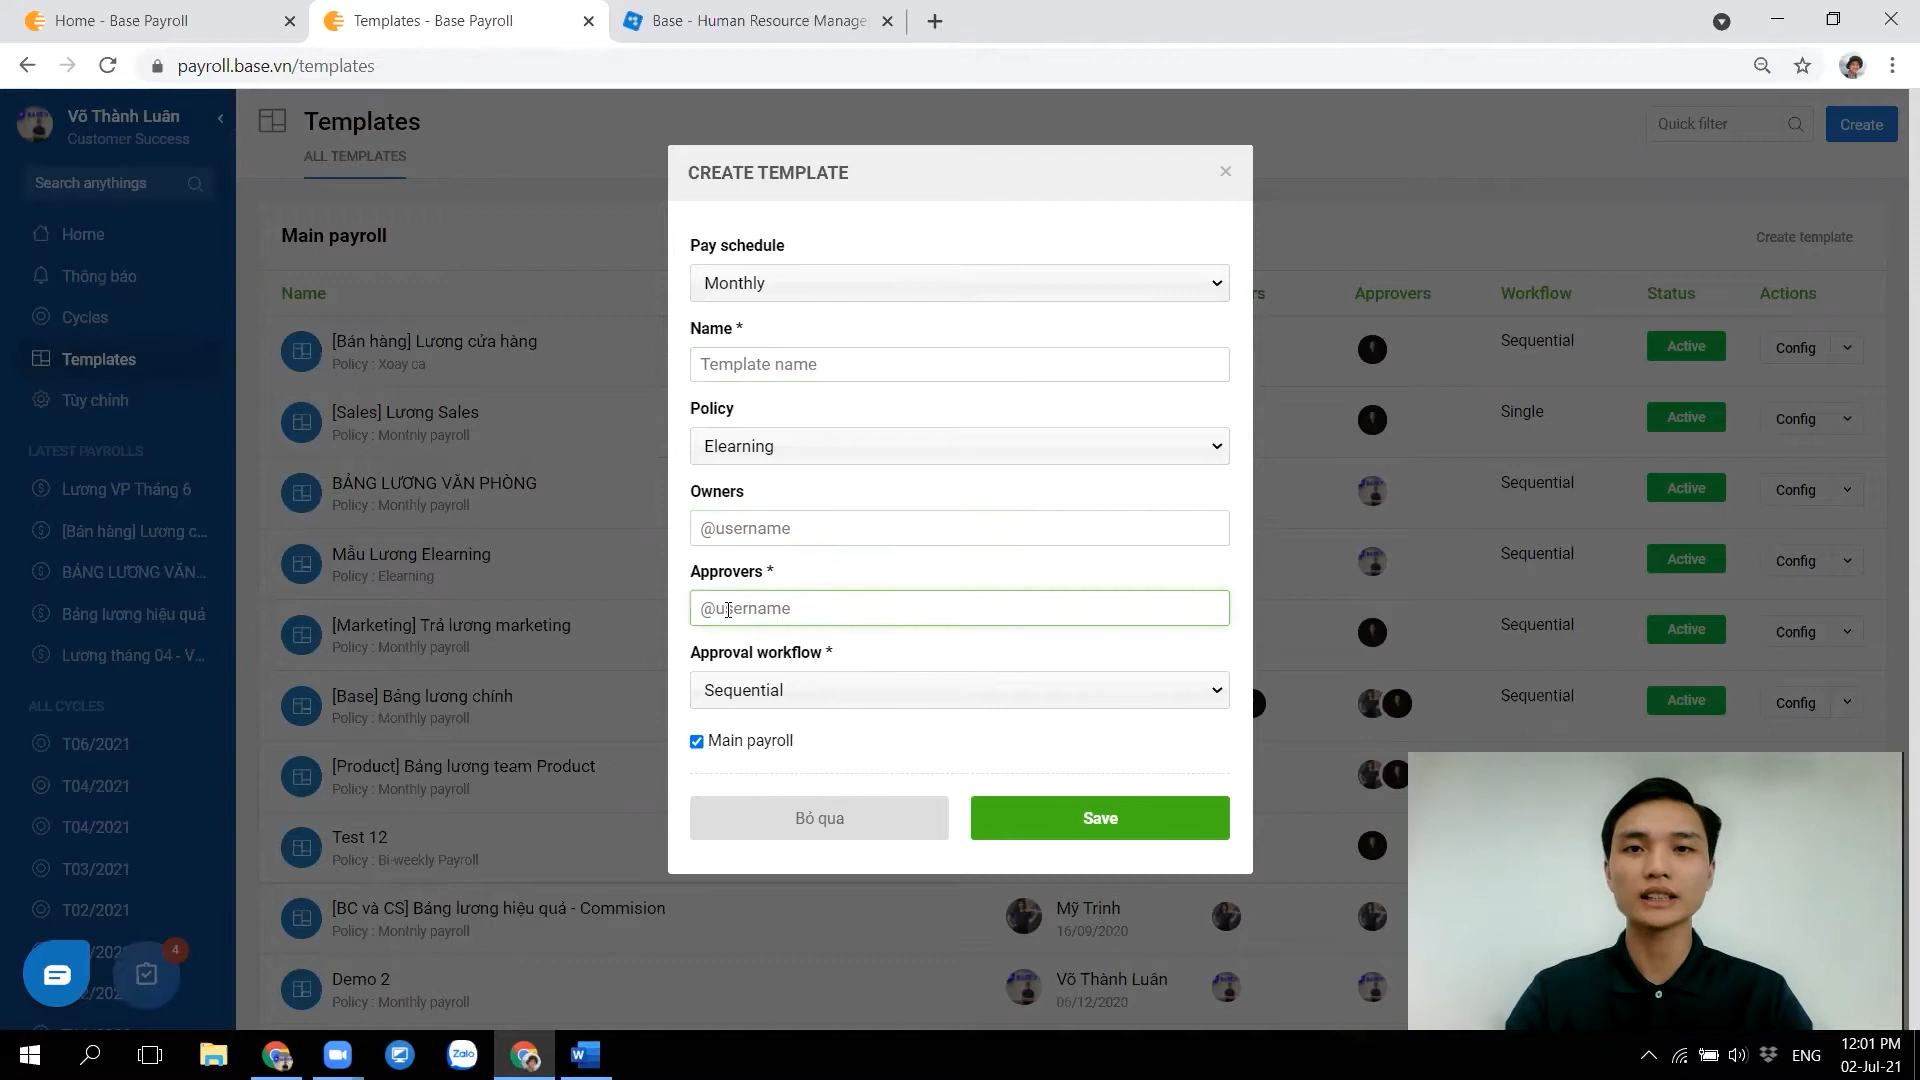 Home - Base Payroll
Templates - Base Payroll
Base - Human Resource Manage
payroll.base.vn/templates
Võ Thành Luân
Customer Success
Search anythings
Home
Thông báo
Cycles
Templates
Tùy chỉnh
LATEST PAYROLLS
Lương VP Tháng 6
[Bán hàng] Lương c...
BẢNG LƯƠNG VĂN...
Bảng lương hiệu quả
Lương tháng 04 - V...
ALL CYCLES
T06/2021
T04/2021
T04/2021
T03/2021
T02/2021
4
Templates
ALL TEMPLATES
Quick filter
Create
Main payroll
Create template
Name
Approvers
Workflow
Status
Actions
[Bán hàng] Lương cửa hàng
Policy : Xoay ca
Sequential
Active
Config
[Sales] Lương Sales
Policy : Monthly payroll
Single
Active
Config
BẢNG LƯƠNG VĂN PHÒNG
Policy : Monthly payroll
Sequential
Active
Config
Mẫu Lương Elearning
Policy : Elearning
Sequential
Active
Config
[Marketing] Trả lương marketing
Policy : Monthly payroll
Sequential
Active
Config
[Base] Bảng lương chính
Policy : Monthly payroll
Sequential
Active
Config
[Product] Bảng lương team Product
Policy : Monthly payroll
Test 12
Policy : Bi-weekly Payroll
[BC và CS] Bảng lương hiệu quả - Commision
Policy : Monthly payroll
Mỹ Trinh
16/09/2020
Demo 2
Policy : Monthly payroll
Võ Thành Luân
06/12/2020
CREATE TEMPLATE
Pay schedule
Monthly
Name *
Template name
Policy
Elearning
Owners
@username
Approvers *
@username
Approval workflow *
Sequential
Main payroll
Bỏ qua
Save
Zalo
ENG
12:01 PM
02-Jul-21